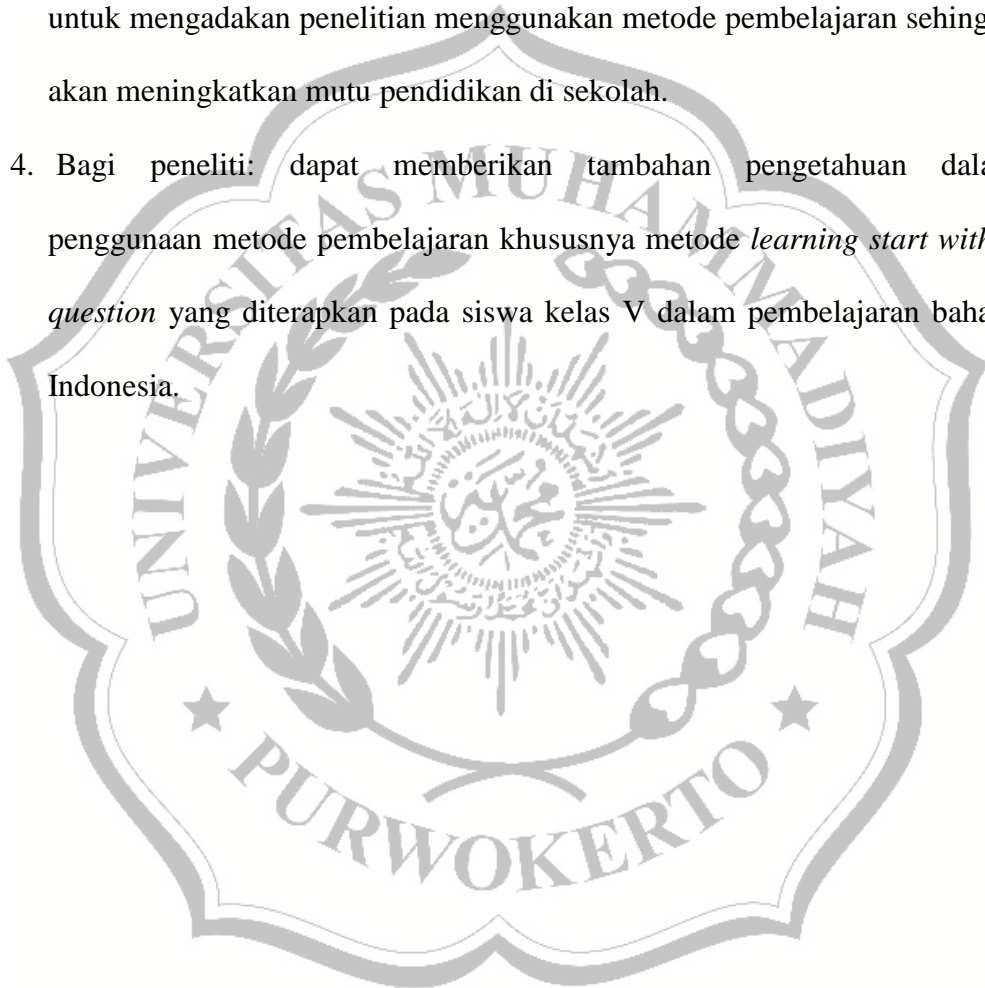 untuk mengadakan penelitian menggunakan metode pembelajaran sehing
akan meningkatkan mutu pendidikan di sekolah.
4. Bagi peneliti: dapat memberikan tambahan pengetahuan dala
penggunaan metode pembelajaran khususnya metode learning start with
question yang diterapkan pada siswa kelas V dalam pembelajaran baha
Indonesia.
UNIVERSITAS MUHAMMADIYAH
PURWOKERTO